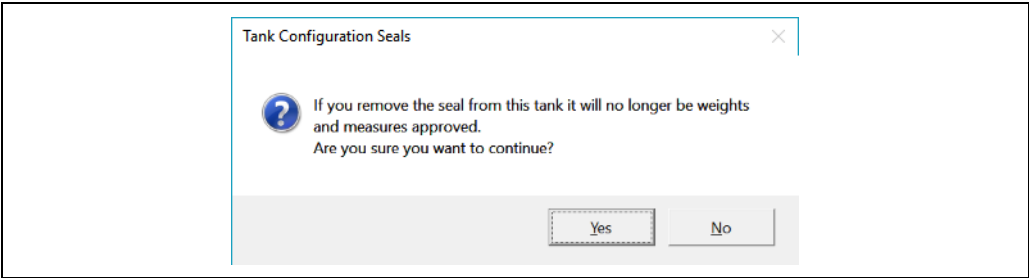 Tank Configuration Seals
If you remove the seal from this tank it will no longer be weights
and measures approved.
Are you sure you want to continue?
Yes
No